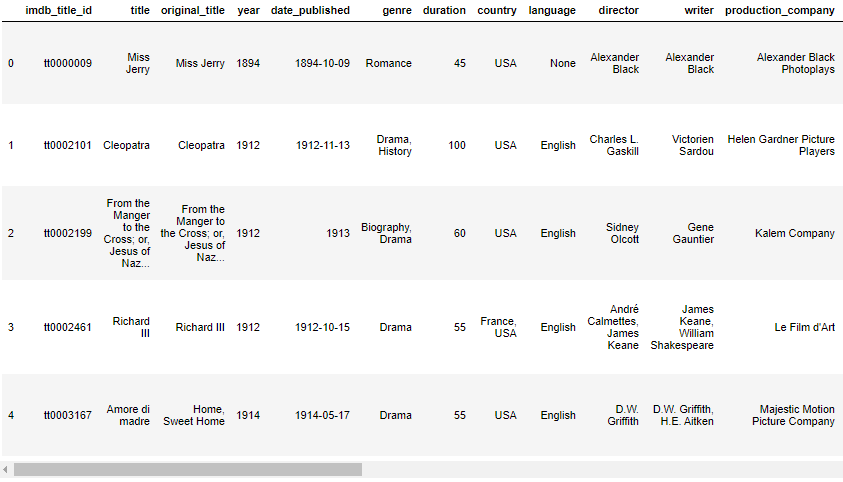 imdb_title_id title original_title year date_published genre duration country language director writer production_company
0 tt0000009 Miss Jerry Miss Jerry 1894 1894-10-09 Romance 45 USA None Alexander Black Alexander Black Alexander Black Photoplays
1 tt0002101 Cleopatra Cleopatra 1912 1912-11-13 Drama, History 100 USA English Charles L. Gaskill Victorien Sardou Helen Gardner Picture Players
2 tt0002199 From the Manger to the Cross; or, Jesus of Naz... From the Manger to the Cross; or, Jesus of Naz... 1912 1913 Biography, Drama 60 USA English Sidney Olcott Gene Gauntier Kalem Company
3 tt0002461 Richard III Richard III 1912 1912-10-15 Drama 55 France, USA English André Calmettes, James Keane James Keane, William Shakespeare Le Film d'Art
4 tt0003167 Amore di madre Home, Sweet Home 1914 1914-05-17 Drama 55 USA English D.W. Griffith D.W. Griffith, H.E. Aitken Majestic Motion Picture Company